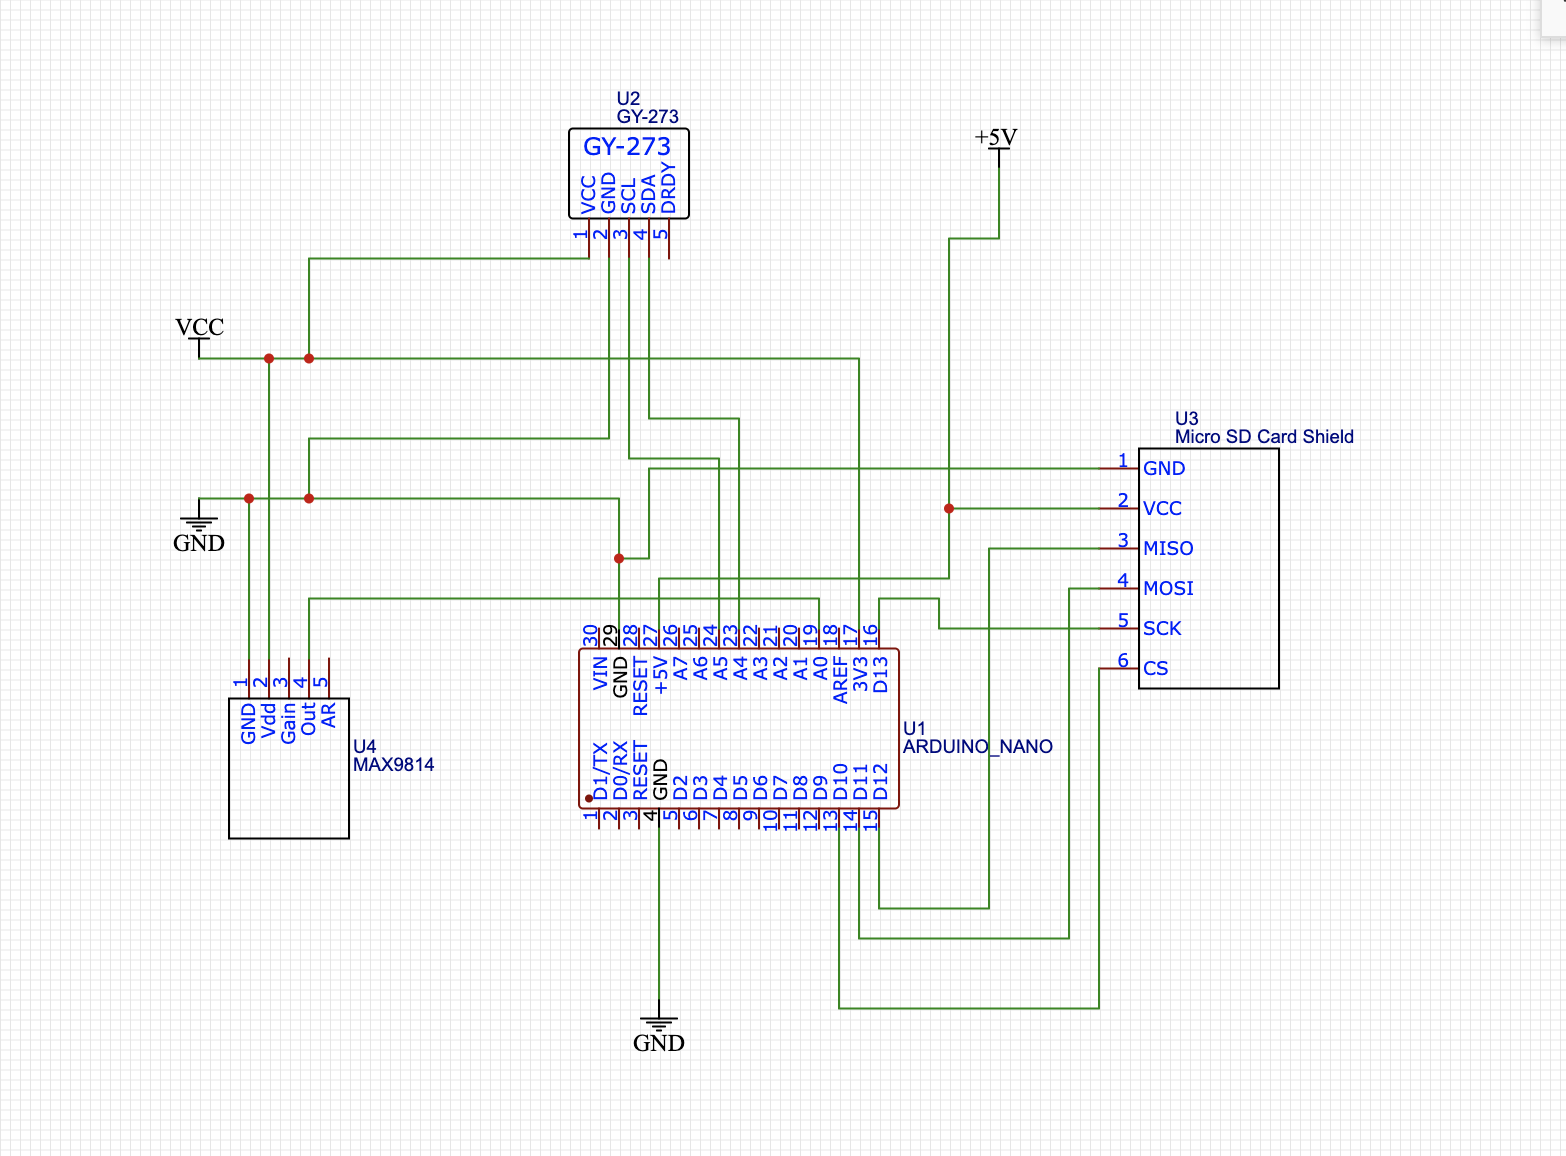 U2
GY-273
GY-273
VCC
GND
SCL
SDA
DRDY
1
2
3
4
5
+5V
VCC
GND
U3
Micro SD Card Shield
1 GND
2 VCC
3 MISO
4 MOSI
5 SCK
6 CS
30
29
28
27
26
25
24
23
22
21
20
19
18
17
16
VIN
GND
RESET
+5V
A7
A6
A5
A4
A3
A2
A1
A0
AREF
3V3
D13
U1
ARDUINO_NANO
D1/TX
D0/RX
RESET
GND
D2
D3
D4
D5
D6
D7
D8
D9
D10
D11
D12
1
2
3
4
5
6
7
8
9
10
11
12
13
14
15
1
2
3
4
5
GND
Vdd
Gain
Out
AR
U4
MAX9814
GND